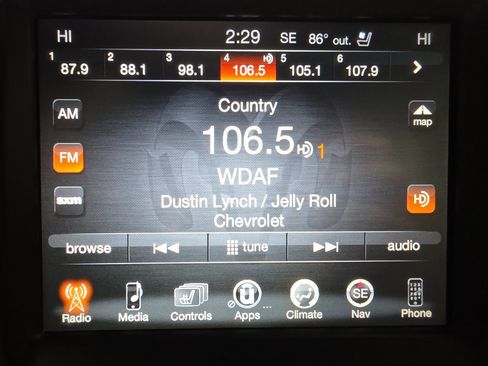 HI 2:29 SE 86° out. HI
1 87.9 2 88.1 3 98.1 4 106.5 HD 5 105.1 6 107.9
Country
AM 106.5 HD 1 map
FM WDAF
sxm Dustin Lynch / Jelly Roll HD
Chevrolet
browse tune audio
Radio Media Controls U Apps Climate SE Nav Phone